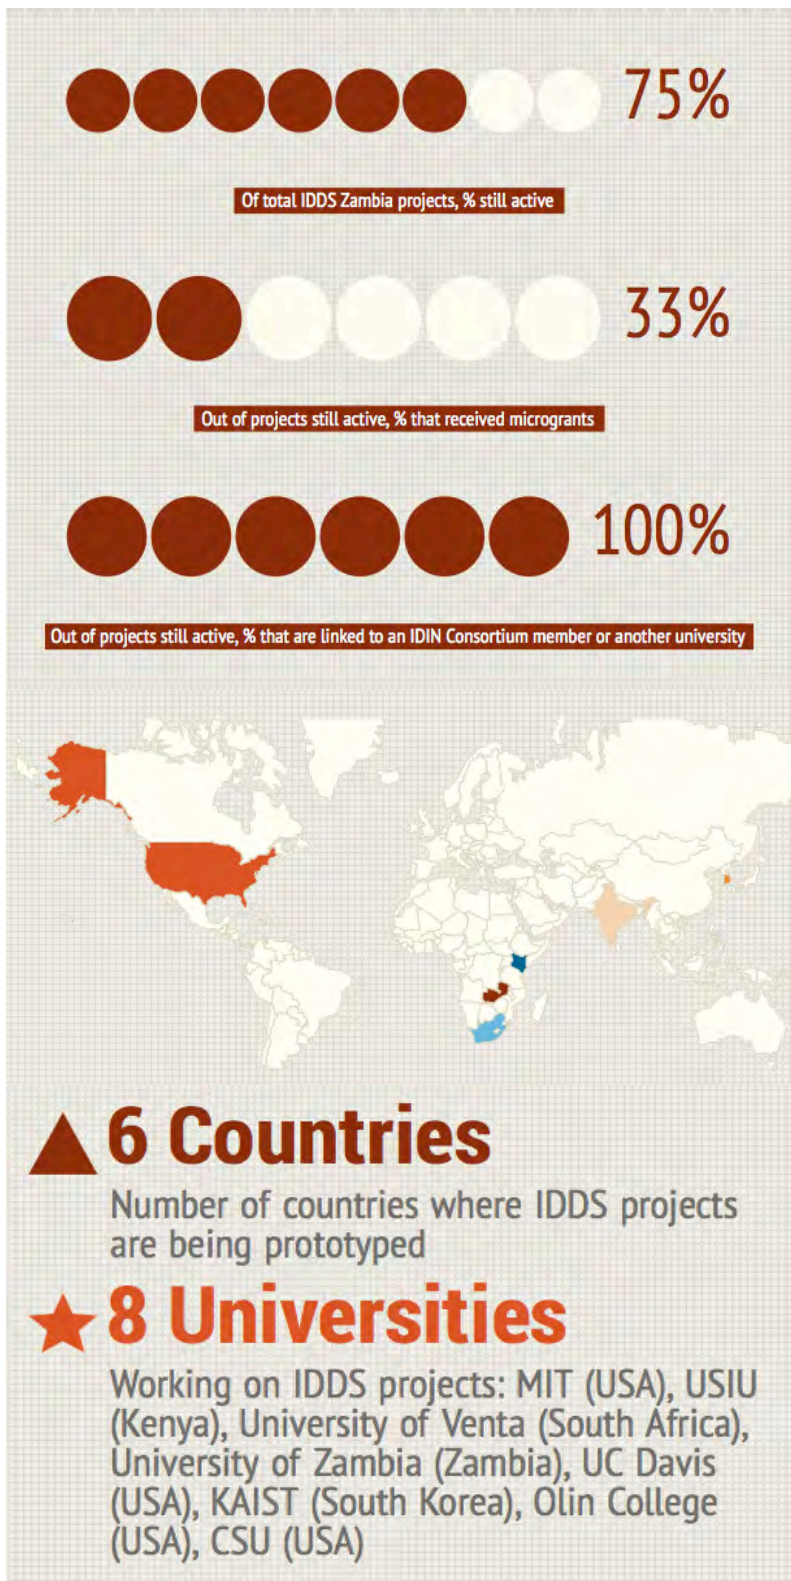 75%
Of total IDDS Zambia projects, % still active
33%
Out of projects still active, % that received microgrants
100%
Out of projects still active, % that are linked to an IDIN Consortium member or another university
6 Countries
Number of countries where IDDS projects
are being prototyped
8 Universities
Working on IDDS projects: MIT (USA), USIU
(Kenya), University of Venta (South Africa),
University of Zambia (Zambia), UC Davis
(USA), KAIST (South Korea), Olin College
(USA), CSU (USA)